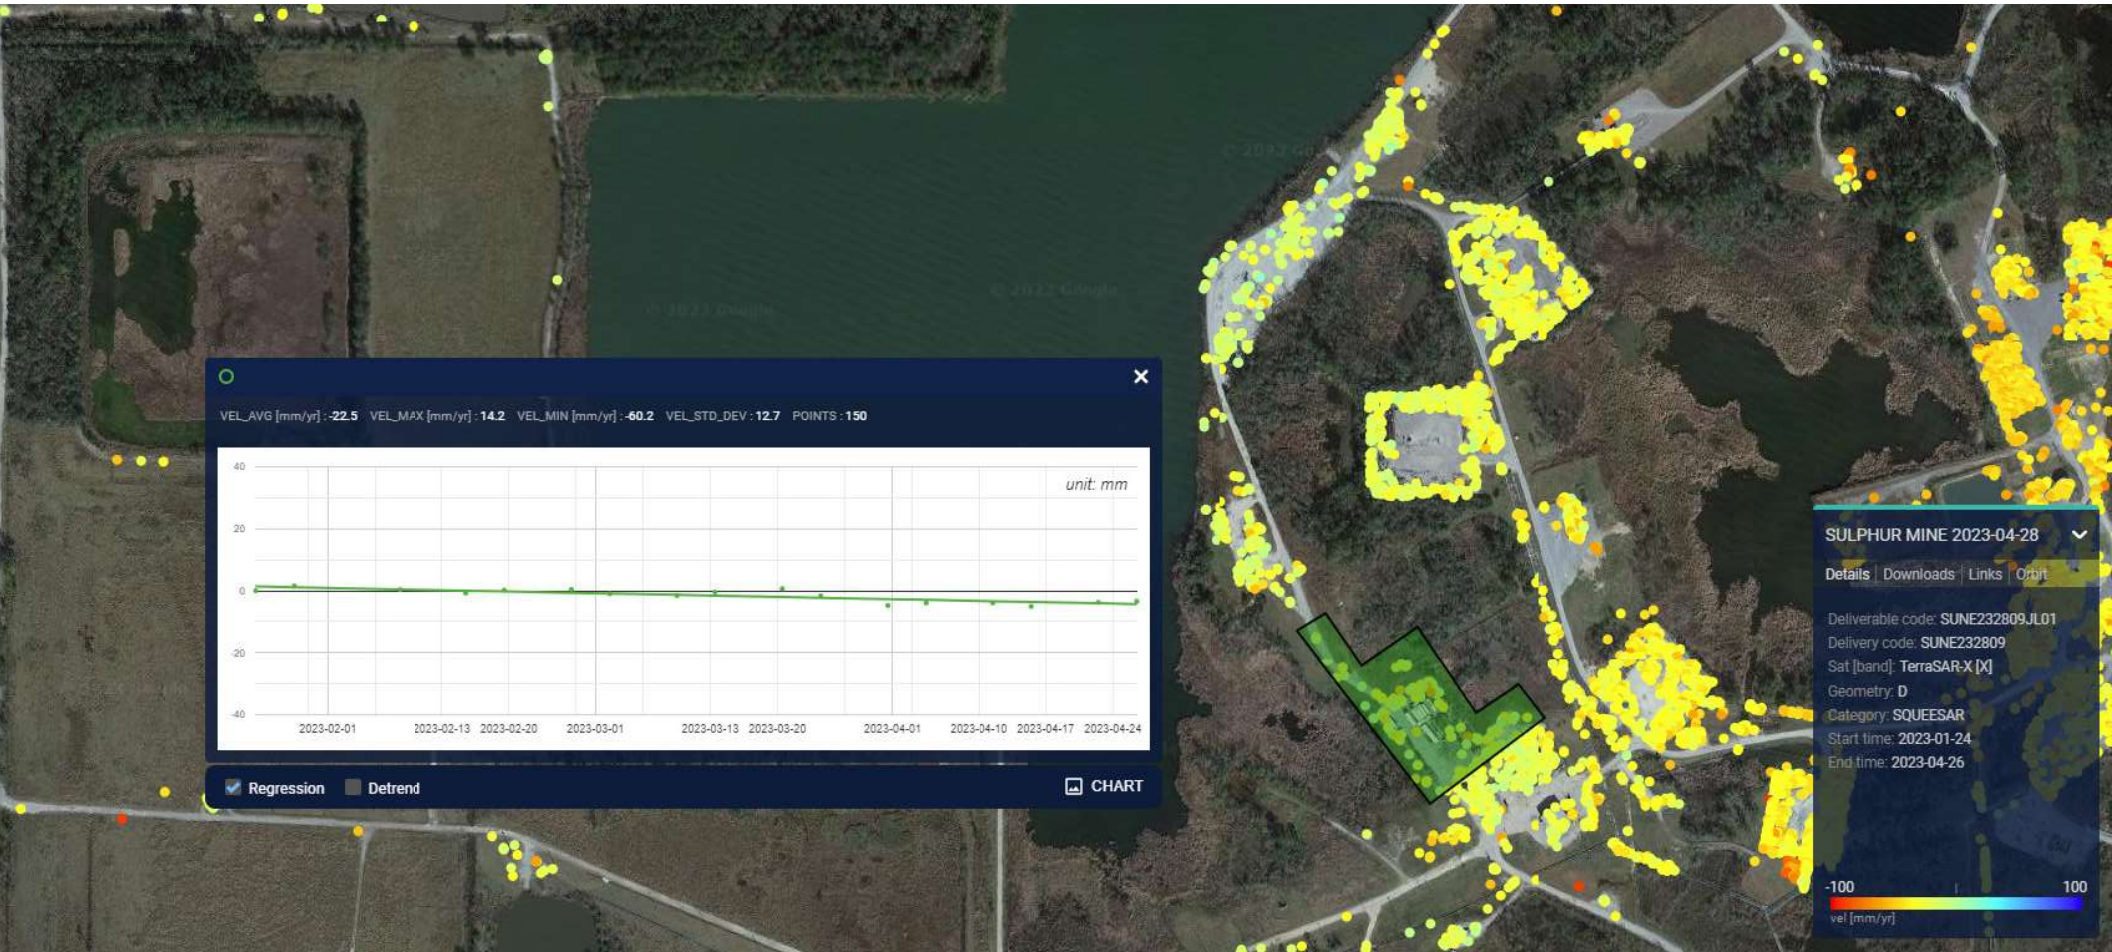 © 2022 Google
© 2023 Google
VEL_AVG [mm/yr] : -22.5 VEL_MAX [mm/yr] : 14.2 VEL_MIN [mm/yr] : -60.2 VEL_STD_DEV : 12.7 POINTS : 150
unit: mm
40
20
0
-20
-40
2023-02-01 2023-02-13 2023-02-20 2023-03-01 2023-03-13 2023-03-20 2023-04-01 2023-04-10 2023-04-17 2023-04-24
Regression Detrend CHART
SULPHUR MINE 2023-04-28
Details Downloads Links Orbit
Deliverable code: SUNE232809JL01
Delivery code: SUNE232809
Sat [band]: TerraSAR-X [X]
Geometry: D
Category: SQUEESAR
Start time: 2023-01-24
End time: 2023-04-26
-100 100
vel [mm/yr]